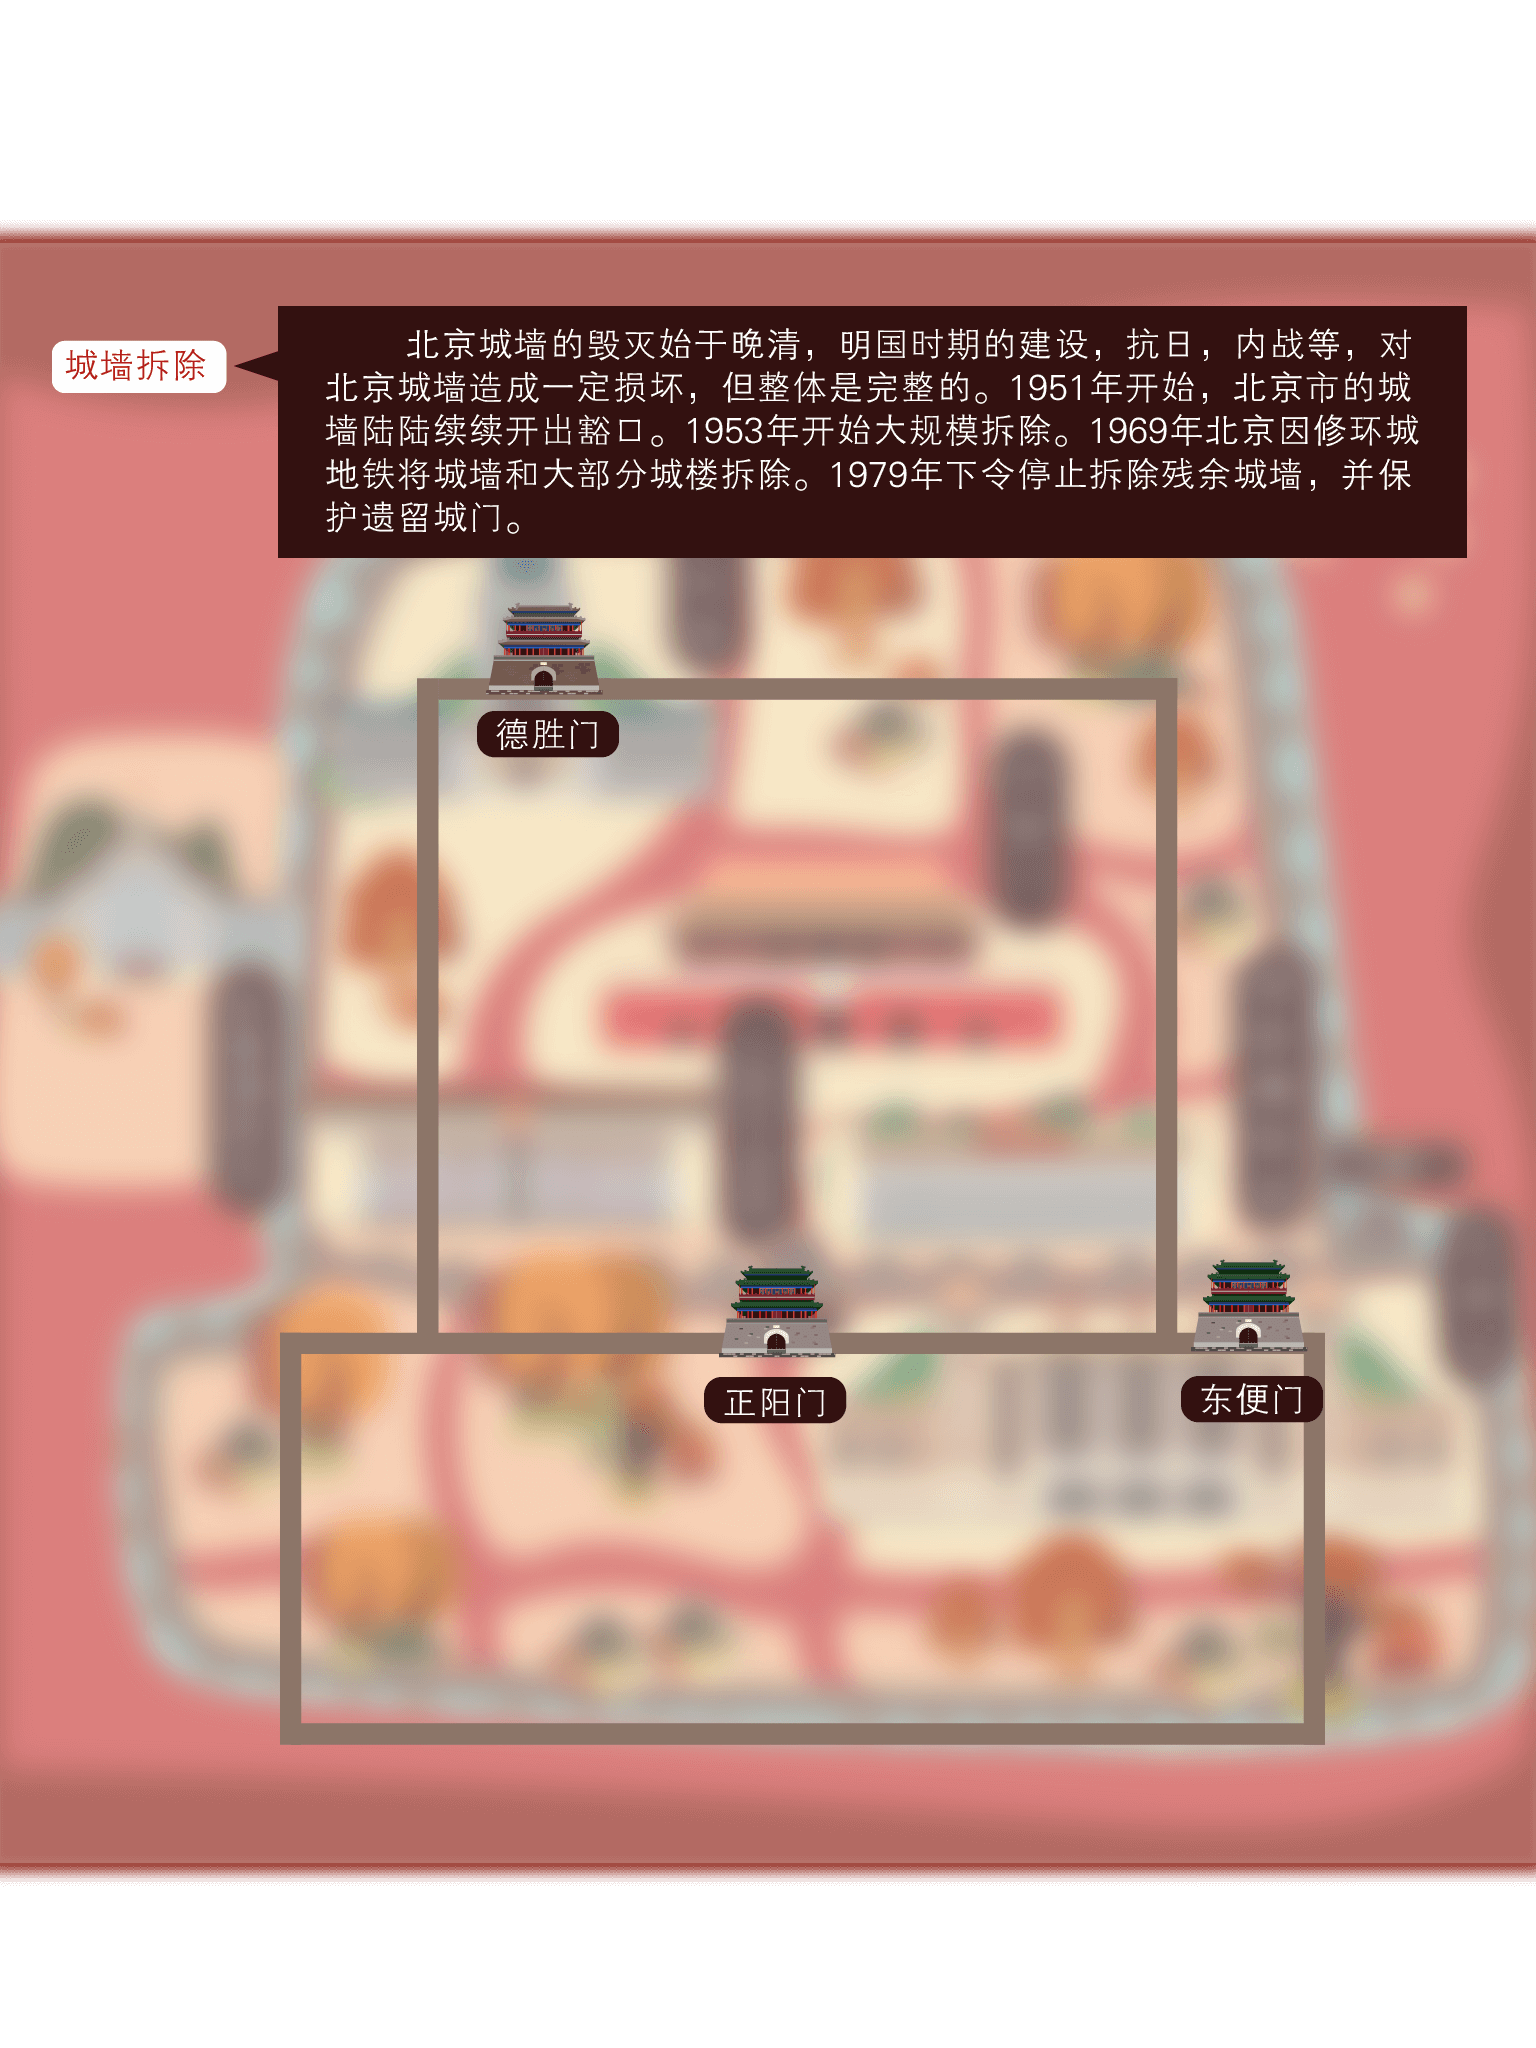 城墙拆除
北京城墙的毁灭始于晚清，明国时期的建设，抗日，内战等，对
北京城墙造成一定损坏，但整体是完整的。1951年开始，北京市的城
墙陆陆续续开出豁口。1953年开始大规模拆除。1969年北京因修环城
地铁将城墙和大部分城楼拆除。1979年下令停止拆除残余城墙，并保
护遗留城门。
德胜门
正阳门
东便门